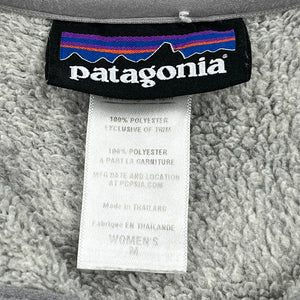 patagonia
100% POLYESTER
EXCLUSIVE OF TRIM
100% POLYESTER
A PART LA GARNITURE
MFG DATE AND LOCATION
AT PCPSIA.COM
Made in THAILAND
Fabriqué en THAILANDE
WOMEN'S
M